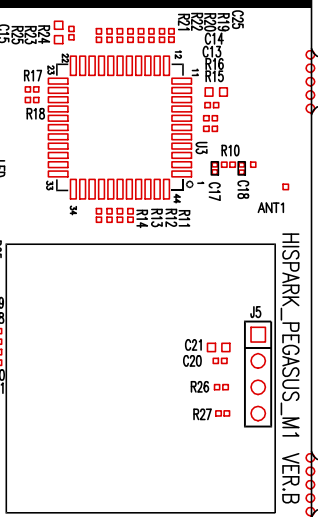 C25
R19
R20
R22
R21
C14
C13
R16
R15
R24
R23
R25
C15
22
12
23
11
R17
R18
U3
R10
33
1
34
44
C17
C18
ANT1
R11
R12
R13
R14
J5
C21
C20
R26
R27
HISPARK_PEGASUS_M1 VER.B